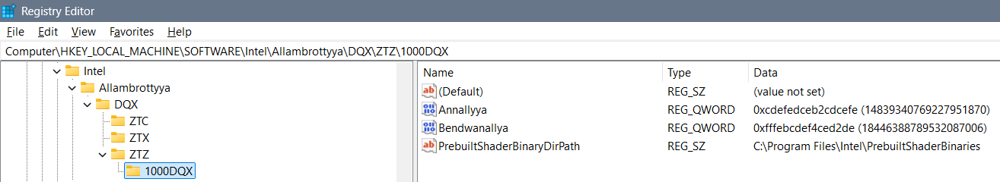 Registry Editor
File Edit View Favorites Help
Computer\HKEY_LOCAL_MACHINE\SOFTWARE\Intel\Allambrottyya\DQX\ZTZ\1000DQX
Intel
Allambrottyya
DQX
ZTC
ZTX
ZTZ
1000DQX
Name Type Data
(Default) REG_SZ (value not set)
Annallyya REG_QWORD 0xcdefedceb2cdcefe (14839340769227951870)
Bendwanallya REG_QWORD 0xfffebcdef4ced2de (18446388789532087006)
PrebuiltShaderBinaryDirPath REG_SZ C:\Program Files\Intel\PrebuiltShaderBinaries